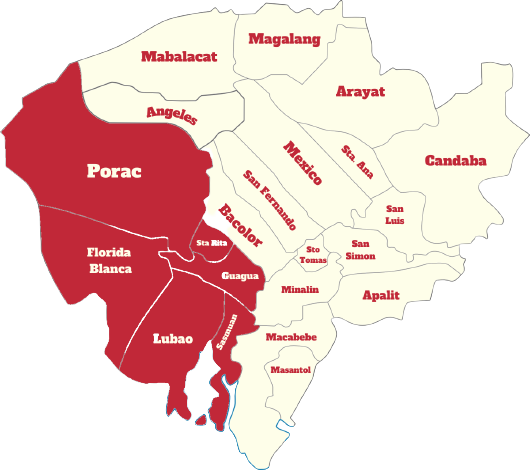 Magalang
Mabalacat
Arayat
Angeles
Mexico
Sta. Ana
Candaba
Porac
San Fernando
San
Luis
Bacolor
Sta Rita
San
Simon
Sto
Tomas
Florida
Blanca
Guagua
Minalin
Apalit
Lubao
Sasmuan
Macabebe
Masantol